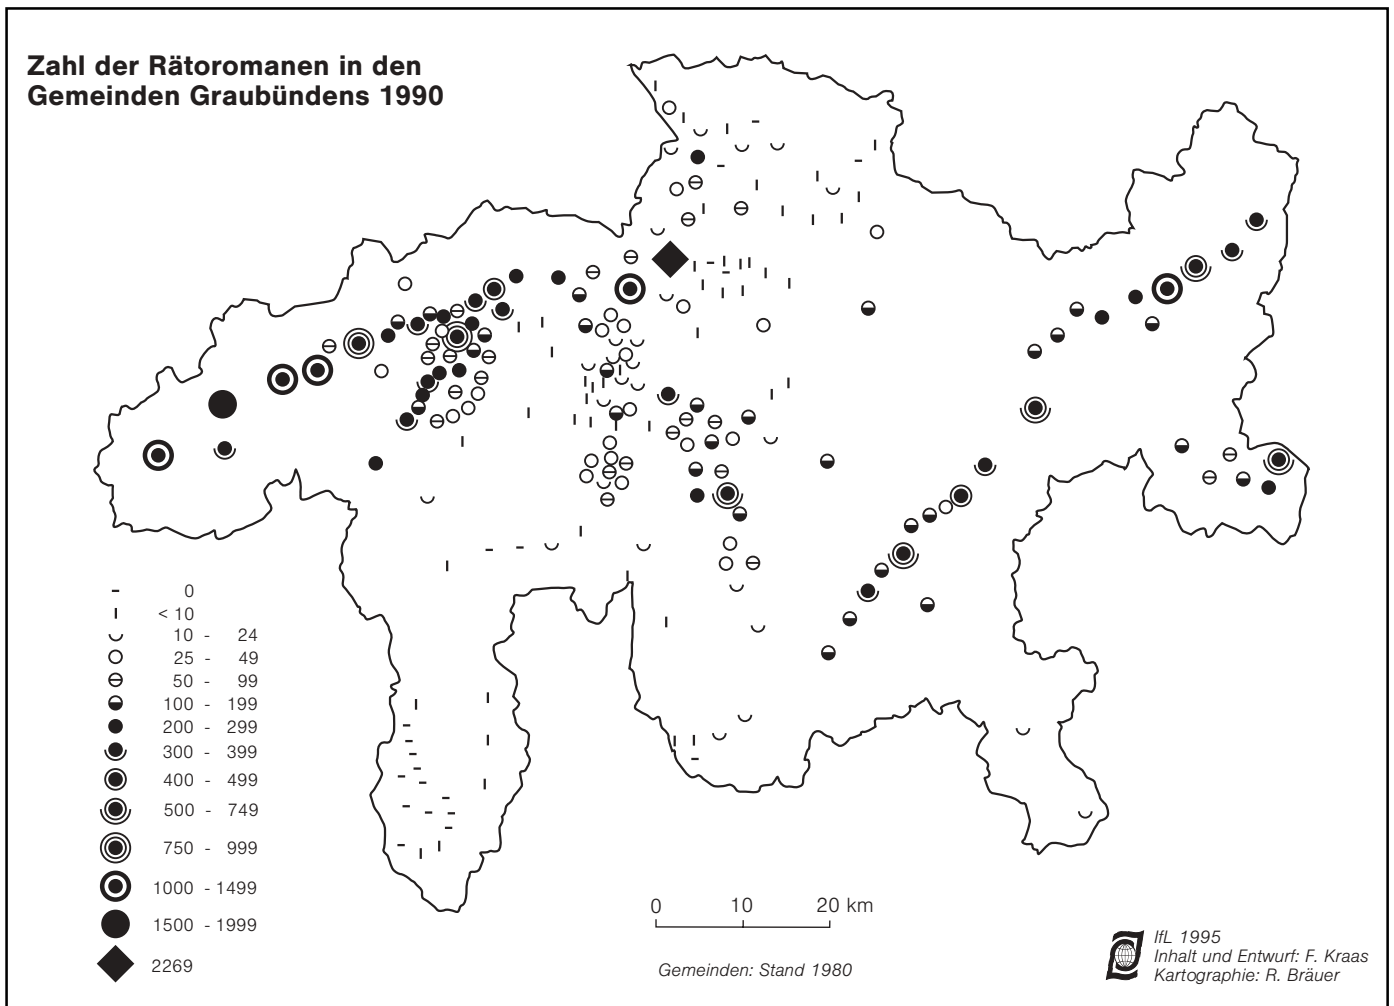 Zahl der Rätoromanen in den
Gemeinden Graubündens 1990
0
< 10
10 - 24
25 - 49
50 - 99
100 - 199
200 - 299
300 - 399
400 - 499
500 - 749
750 - 999
1000 - 1499
1500 - 1999
2269
0 10 20 km
Gemeinden: Stand 1980
IfL 1995
Inhalt und Entwurf: F. Kraas
Kartographie: R. Bräuer